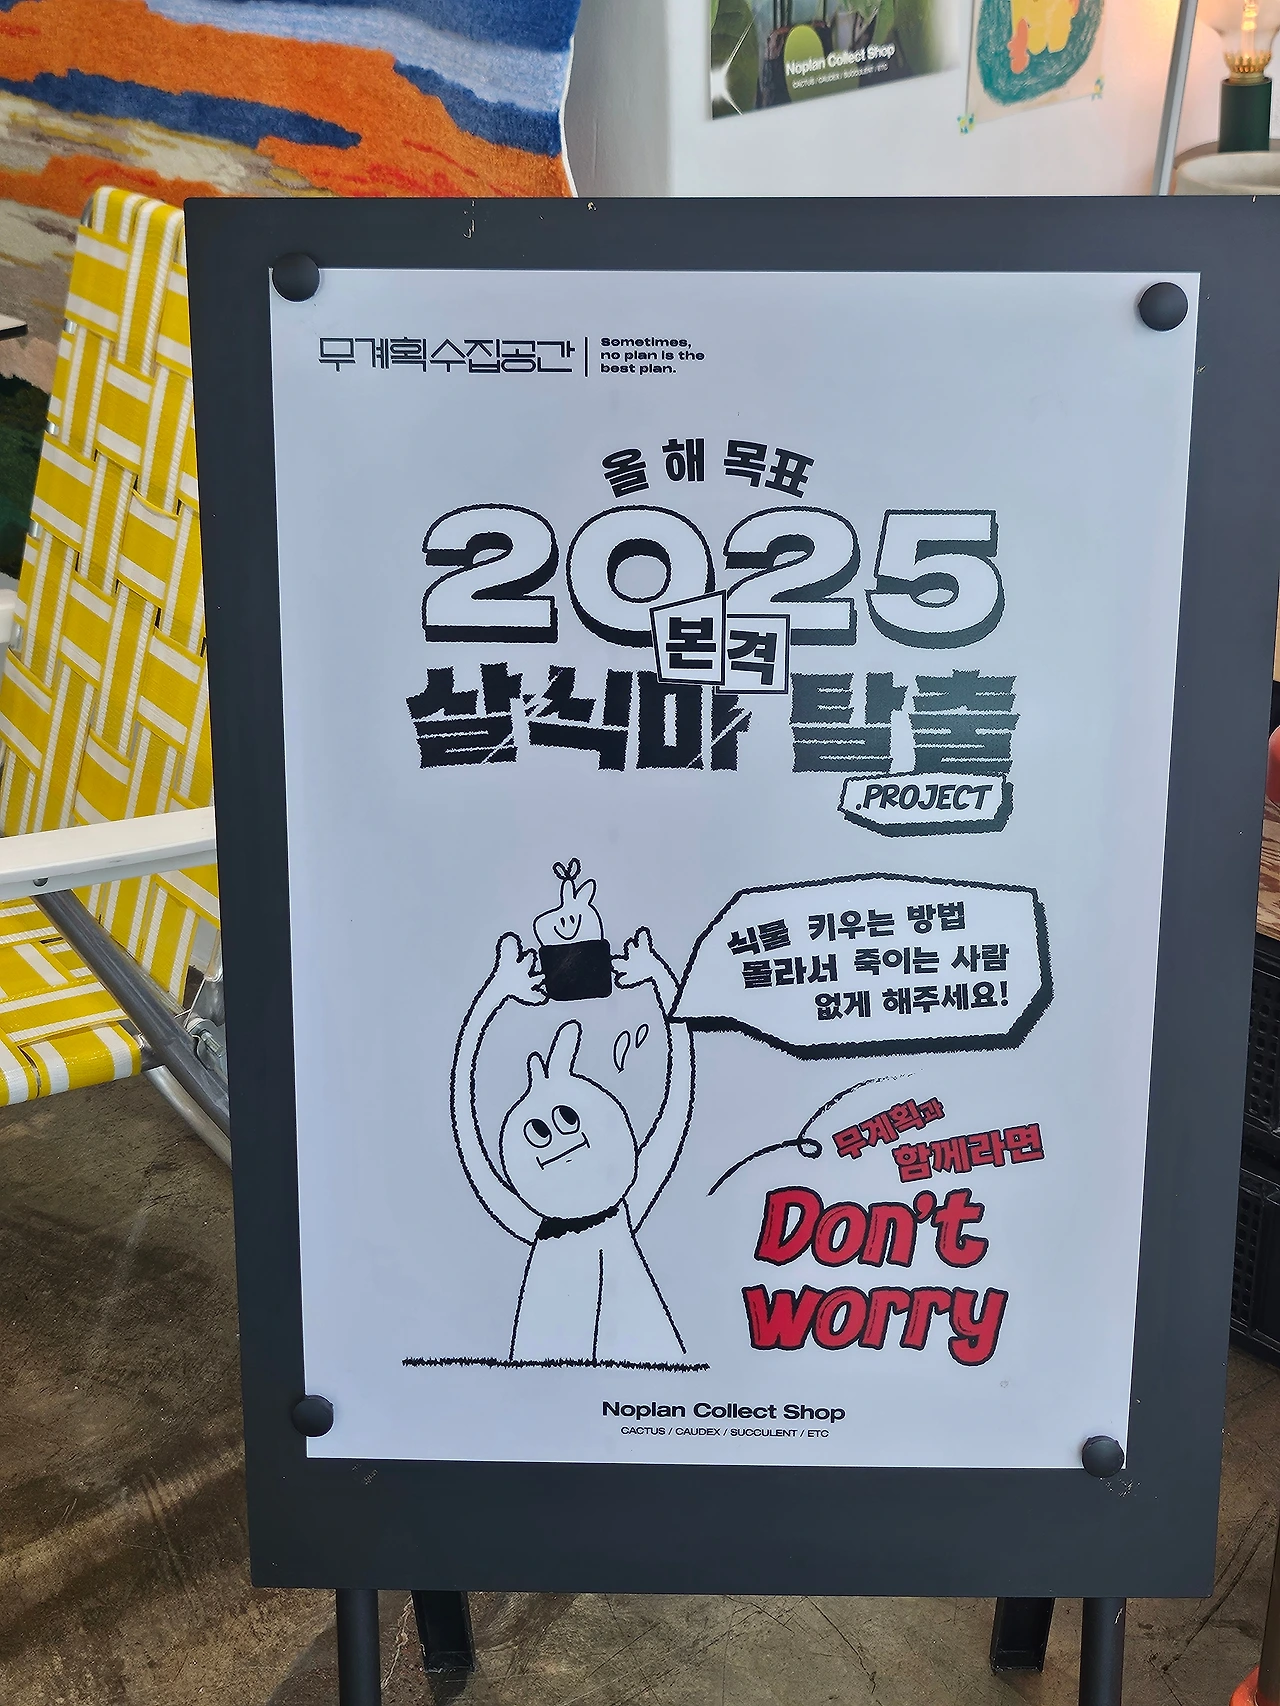 Noplan Collect Shop
CACTUS / CAUDEX / SUCCULENT / ETC
무계획수집공간
Sometimes,
no plan is the
best plan.
올해 목표
2025
본격
살식마 탈출
.PROJECT
식물 키우는 방법
몰라서 죽이는 사람
없게 해주세요!
무계획과
함께라면
Don't
worry
Noplan Collect Shop
CACTUS / CAUDEX / SUCCULENT / ETC